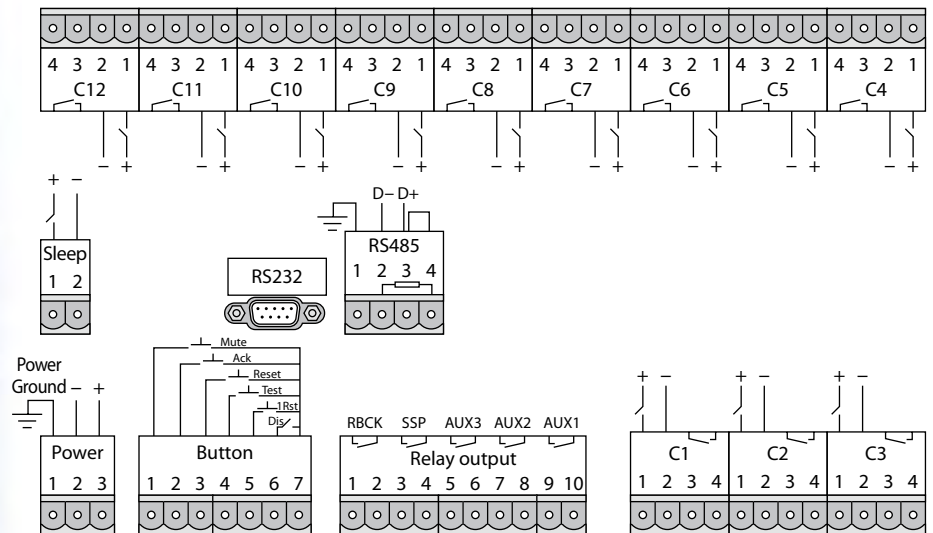 4 3 2 1 4 3 2 1 4 3 2 1 4 3 2 1 4 3 2 1 4 3 2 1 4 3 2 1 4 3 2 1 4 3 2 1
C12 C11 C10 C9 C8 C7 C6 C5 C4
− + − + − + − + − + − + − + − + − +
+ −
D− D+
Sleep
1 2
RS232
RS485
1 2 3 4
Mute
Ack
Reset
Test
1Rst
Dis
Power
Ground − +
Power
1 2 3
Button
1 2 3 4 5 6 7
RBCK SSP AUX3 AUX2 AUX1
Relay output
1 2 3 4 5 6 7 8 9 10
+ − + − + −
C1 C2 C3
1 2 3 4 1 2 3 4 1 2 3 4